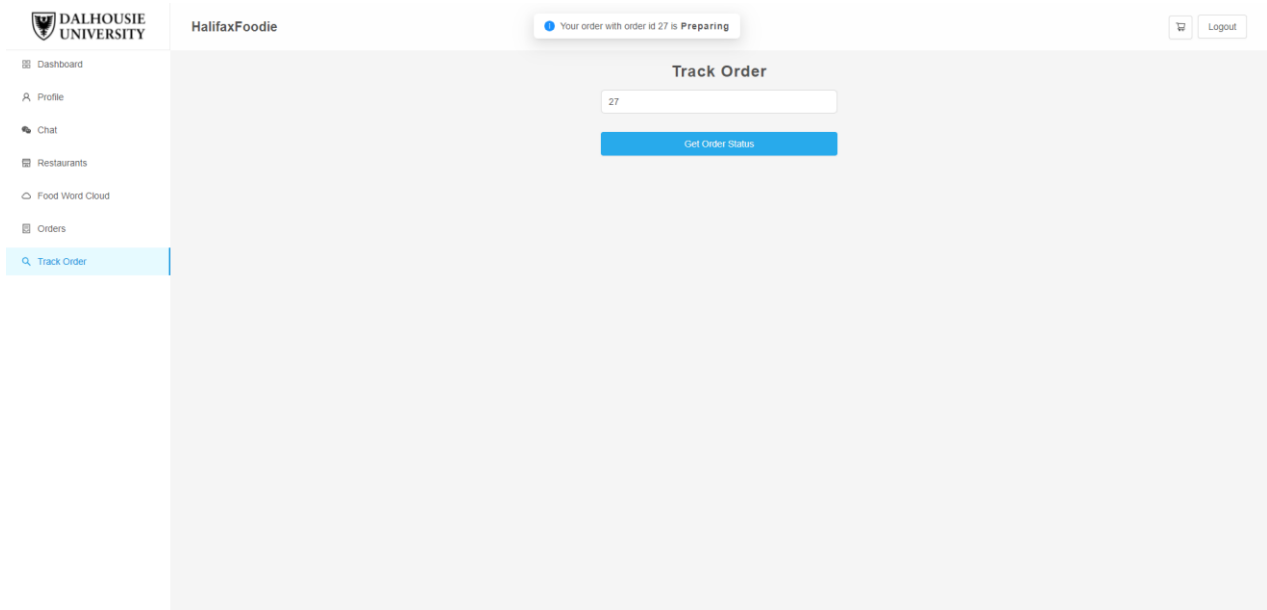 DALHOUSIE
UNIVERSITY
HalifaxFoodie
Your order with order id 27 is Preparing
Logout
Dashboard
Profile
Chat
Restaurants
Food Word Cloud
Orders
Track Order
Track Order
27
Get Order Status